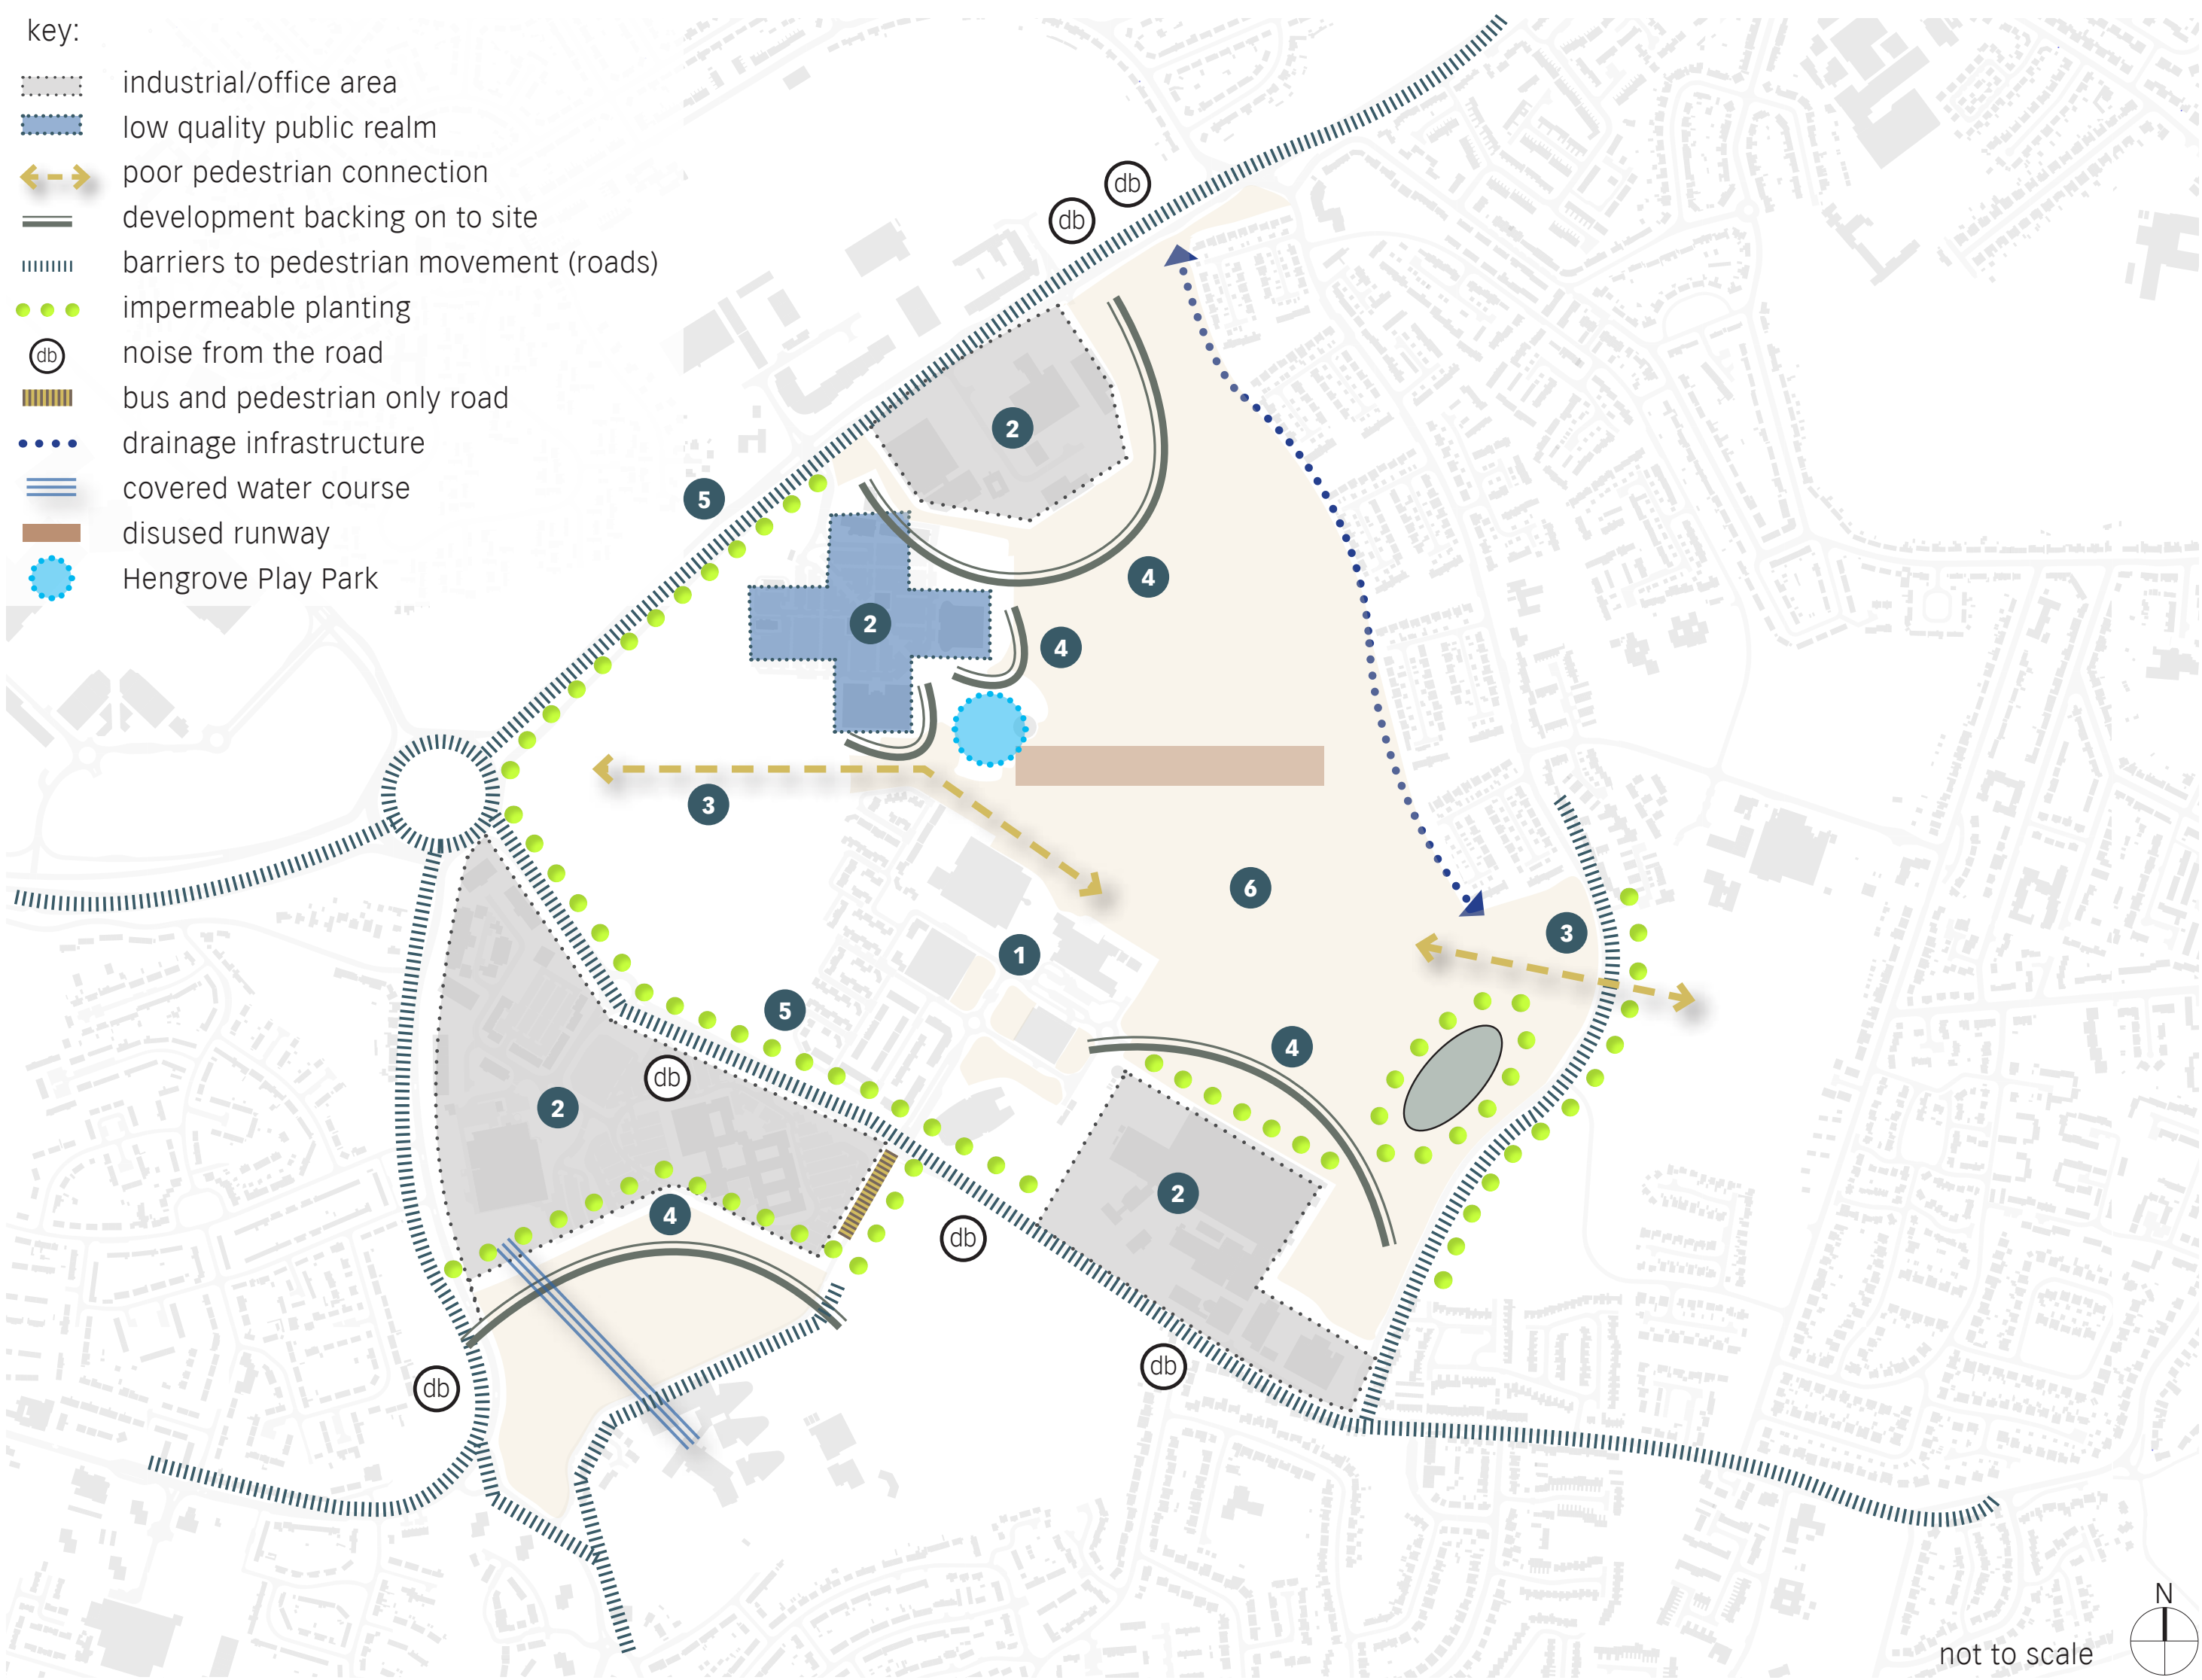 key:
industrial/office area
low quality public realm
poor pedestrian connection
development backing on to site
barriers to pedestrian movement (roads)
impermeable planting
db noise from the road
bus and pedestrian only road
drainage infrastructure
covered water course
disused runway
Hengrove Play Park
db
db
2
5
4
2
4
3
6
3
1
5
4
db
2
2
4
db
db
db
N
not to scale